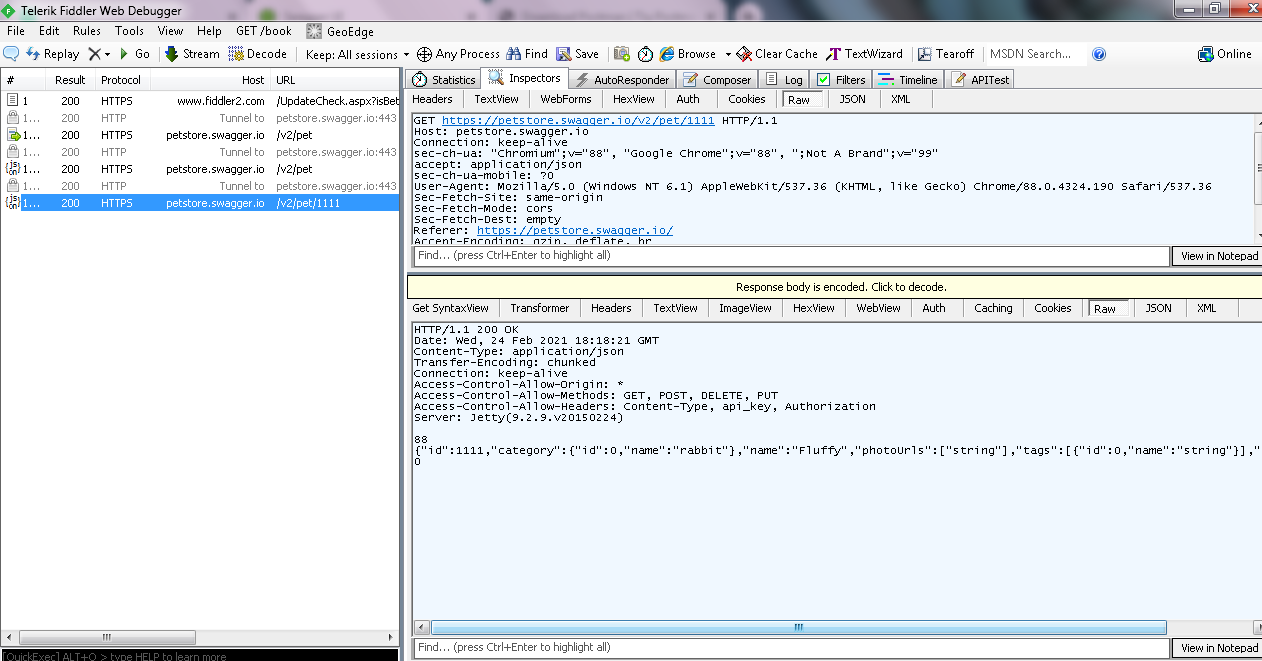 Telerik Fiddler Web Debugger
File Edit Rules Tools View Help GET /book GeoEdge
Replay Go Stream Decode Keep: All sessions Any Process Find Save Browse Clear Cache TextWizard Tearoff MSDN Search... Online
# Result Protocol Host URL
1 200 HTTPS www.fiddler2.com /UpdateCheck.aspx?isBet
1... 200 HTTP Tunnel to petstore.swagger.io:443
1... 200 HTTPS petstore.swagger.io /v2/pet
1... 200 HTTP Tunnel to petstore.swagger.io:443
1... 200 HTTPS petstore.swagger.io /v2/pet
1... 200 HTTP Tunnel to petstore.swagger.io:443
1... 200 HTTPS petstore.swagger.io /v2/pet/1111
[QuickExec] ALT+Q > type HELP to learn more
Statistics Inspectors AutoResponder Composer Log Filters Timeline APITest
Headers TextView WebForms HexView Auth Cookies Raw JSON XML
GET https://petstore.swagger.io/v2/pet/1111 HTTP/1.1
Host: petstore.swagger.io
Connection: keep-alive
sec-ch-ua: "Chromium";v="88", "Google Chrome";v="88", ";Not A Brand";v="99"
accept: application/json
sec-ch-ua-mobile: ?0
User-Agent: Mozilla/5.0 (Windows NT 6.1) AppleWebKit/537.36 (KHTML, like Gecko) Chrome/88.0.4324.190 Safari/537.36
Sec-Fetch-Site: same-origin
Sec-Fetch-Mode: cors
Sec-Fetch-Dest: empty
Referer: https://petstore.swagger.io/
Accept-Encoding: gzip, deflate, br
Find... (press Ctrl+Enter to highlight all) View in Notepad
Response body is encoded. Click to decode.
Get SyntaxView Transformer Headers TextView ImageView HexView WebView Auth Caching Cookies Raw JSON XML
HTTP/1.1 200 OK
Date: Wed, 24 Feb 2021 18:18:21 GMT
Content-Type: application/json
Transfer-Encoding: chunked
Connection: keep-alive
Access-Control-Allow-Origin: *
Access-Control-Allow-Methods: GET, POST, DELETE, PUT
Access-Control-Allow-Headers: Content-Type, api_key, Authorization
Server: Jetty(9.2.9.v20150224)
88
{"id":1111,"category":{"id":0,"name":"rabbit"},"name":"Fluffy","photoUrls":["string"],"tags":[{"id":0,"name":"string"}],"
0
Find... (press Ctrl+Enter to highlight all) View in Notepad